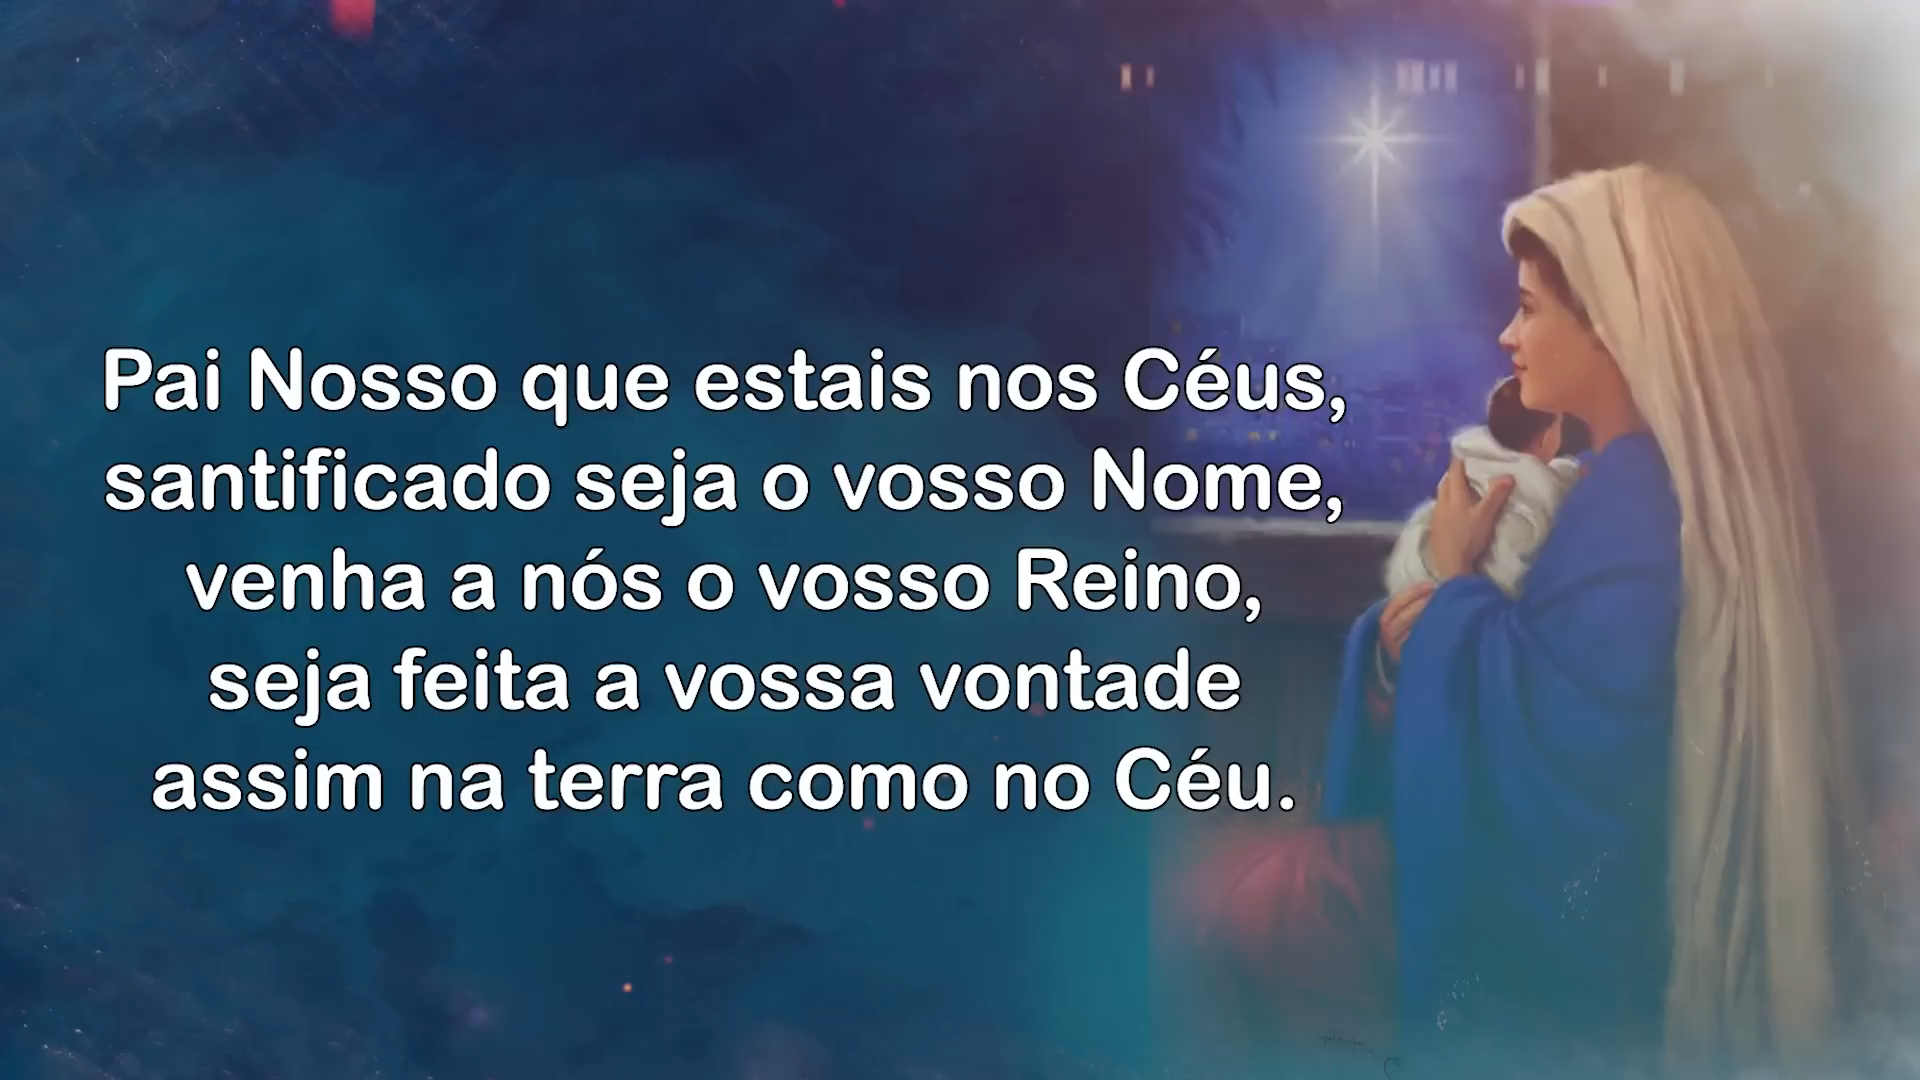 Pai Nosso que estais nos Céus,
santificado seja o vosso Nome,
venha a nós o vosso Reino,
seja feita a vossa vontade
assim na terra como no Céu.